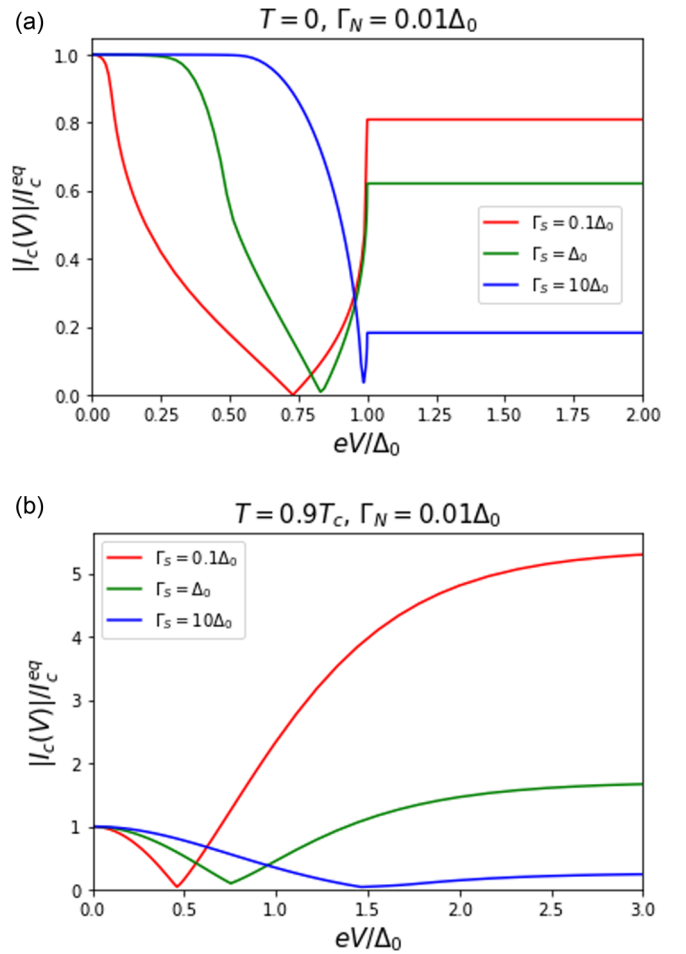 (a)
T = 0, Γ_N = 0.01Δ_0
|I_c(V)|/I_c^{eq}
1.0
0.8
0.6
0.4
0.2
0.0
Γ_S = 0.1Δ_0
Γ_S = Δ_0
Γ_S = 10Δ_0
0.00 0.25 0.50 0.75 1.00 1.25 1.50 1.75 2.00
eV/Δ_0
(b)
T = 0.9T_c, Γ_N = 0.01Δ_0
|I_c(V)|/I_c^{eq}
5
4
3
2
1
0
Γ_S = 0.1Δ_0
Γ_S = Δ_0
Γ_S = 10Δ_0
0.0 0.5 1.0 1.5 2.0 2.5 3.0
eV/Δ_0